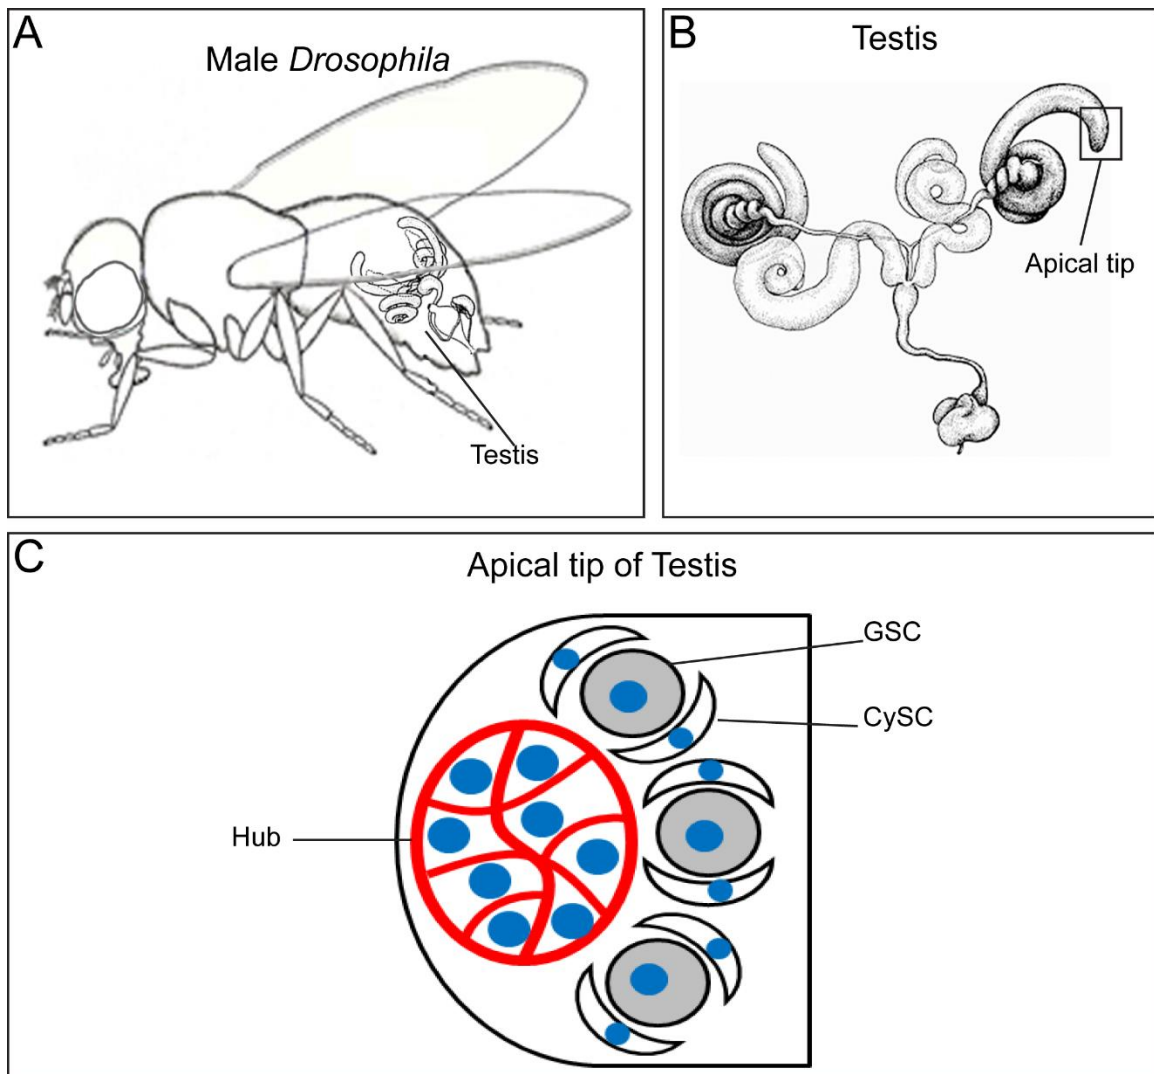 A
Male Drosophila
Testis
B
Testis
Apical tip
C
Apical tip of Testis
GSC
CySC
Hub